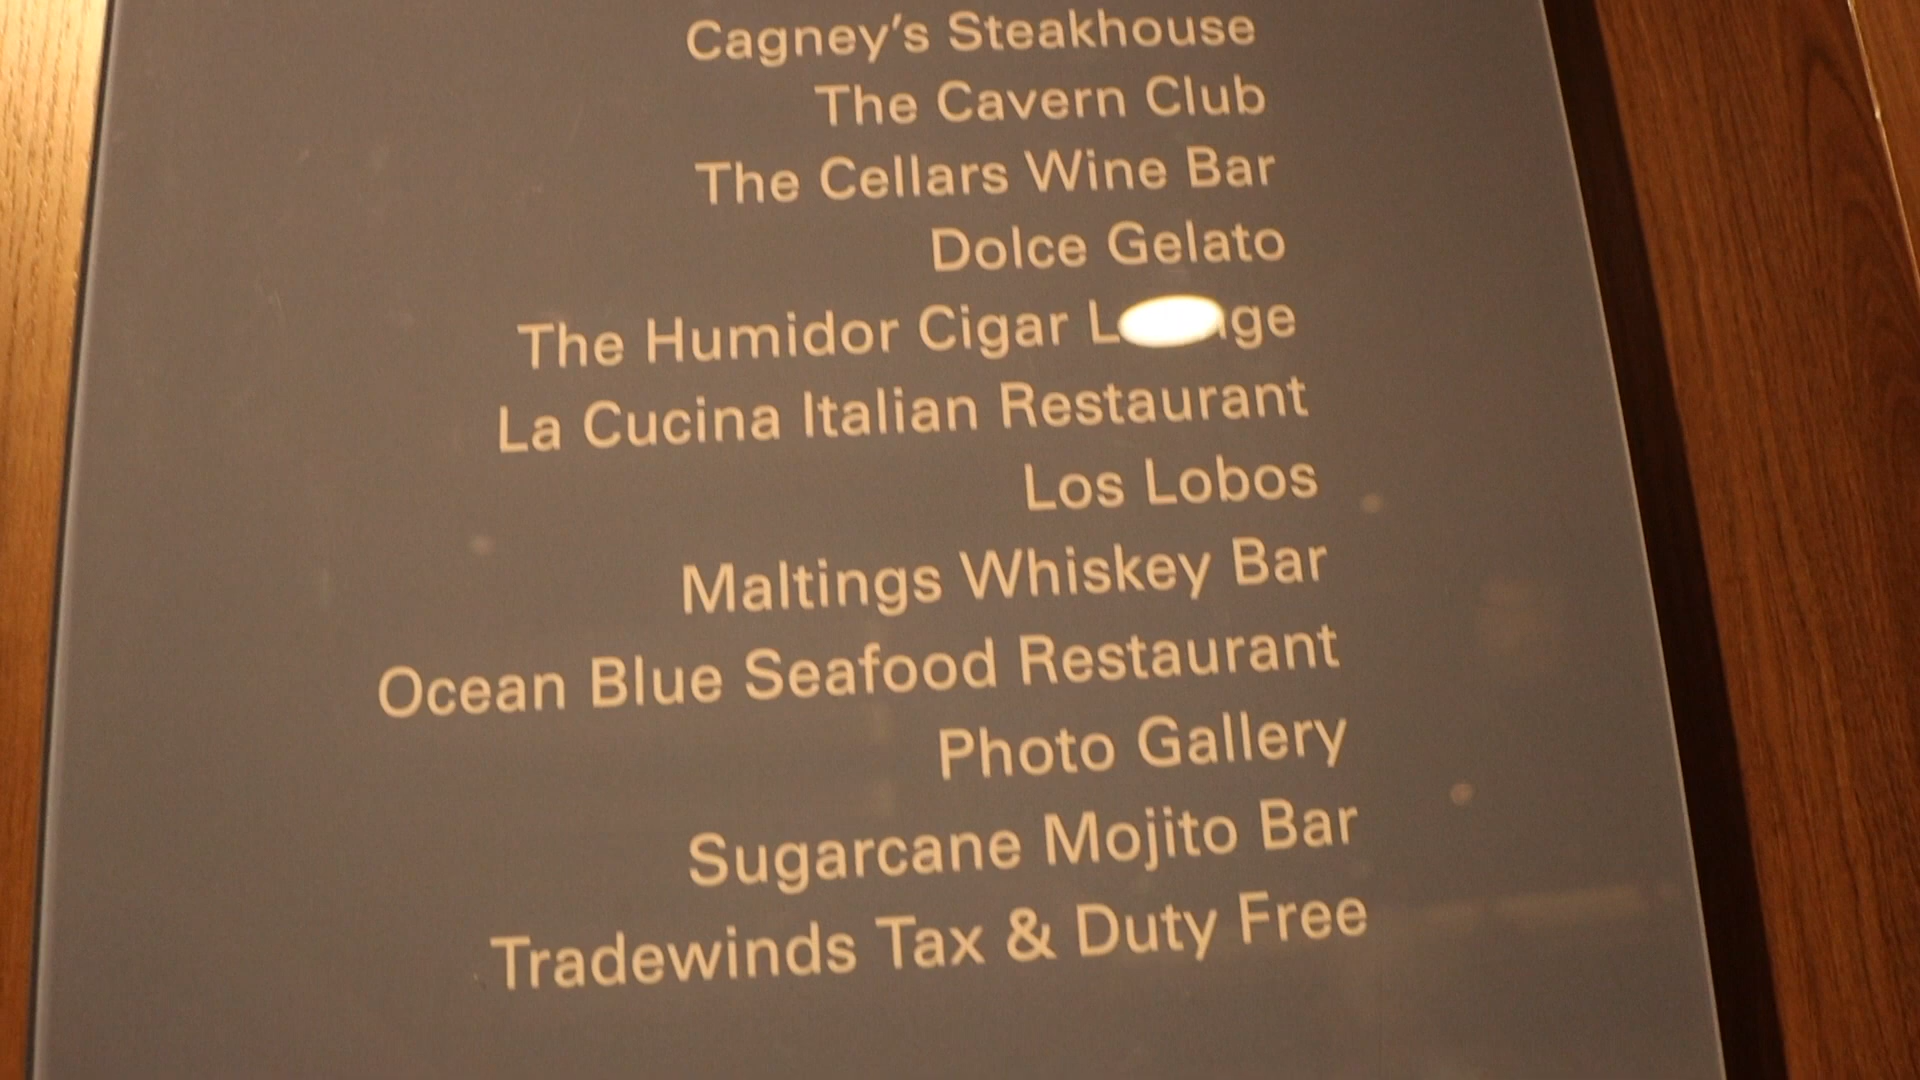 Cagney's Steakhouse
The Cavern Club
The Cellars Wine Bar
Dolce Gelato
The Humidor Cigar Lounge
La Cucina Italian Restaurant
Los Lobos
Maltings Whiskey Bar
Ocean Blue Seafood Restaurant
Photo Gallery
Sugarcane Mojito Bar
Tradewinds Tax & Duty Free